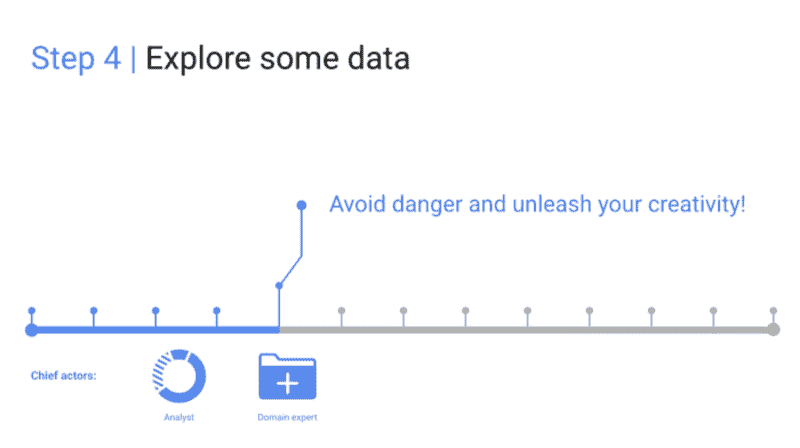 Step 4 | Explore some data
Avoid danger and unleash your creativity!
Chief actors:
Analyst
Domain expert